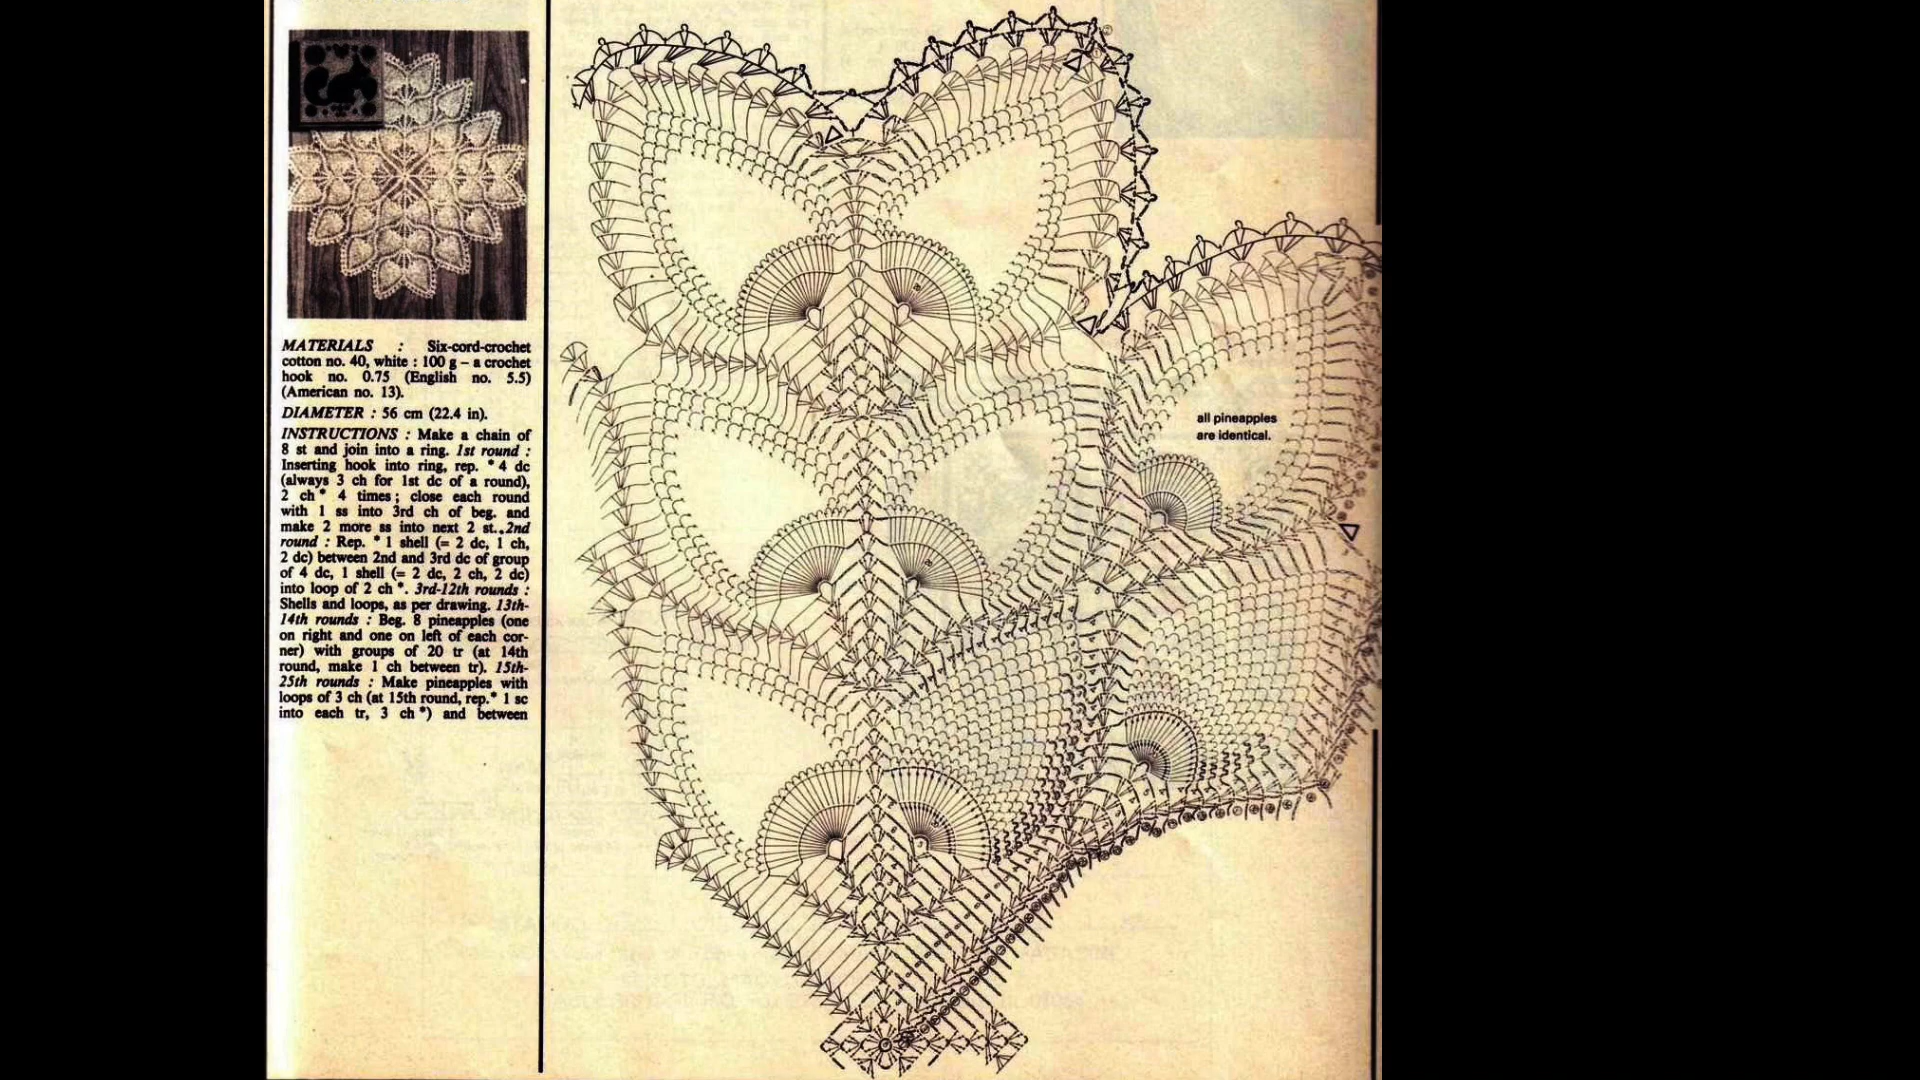 MATERIALS : Six-cord-crochet
cotton no. 40, white : 100 g – a crochet
hook no. 0.75 (English no. 5.5)
(American no. 13).
DIAMETER : 56 cm (22.4 in).
INSTRUCTIONS : Make a chain of
8 st and join into a ring. 1st round :
Inserting hook into ring, rep. * 4 dc
(always 3 ch for 1st dc of a round),
2 ch * 4 times ; close each round
with 1 ss into 3rd ch of beg. and
make 2 more ss into next 2 st. 2nd
round : Rep. * 1 shell (= 2 dc, 1 ch,
2 dc) between 2nd and 3rd dc of group
of 4 dc, 1 shell (= 2 dc, 2 ch, 2 dc)
into loop of 2 ch *. 3rd-12th rounds :
Shells and loops, as per drawing. 13th-
14th rounds : Beg. 8 pineapples (one
on right and one on left of each cor-
ner) with groups of 20 tr (at 14th
round, make 1 ch between tr). 15th-
25th rounds : Make pineapples with
loops of 3 ch (at 15th round, rep. * 1 sc
into each tr, 3 ch *) and between
all pineapples
are identical.